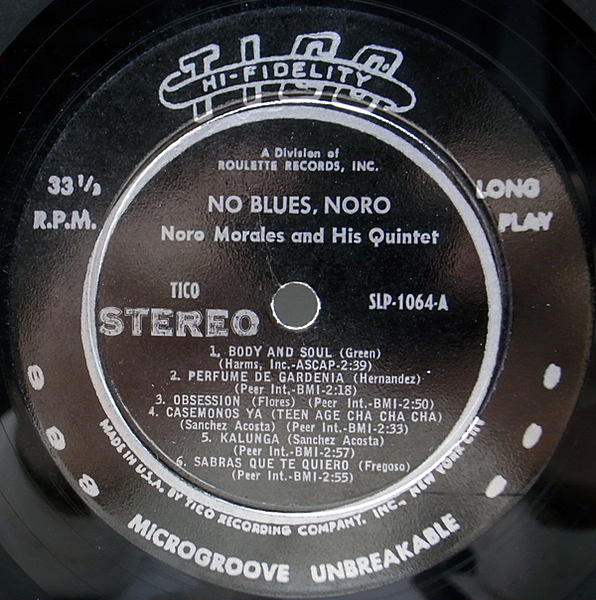 TICO
HI-FIDELITY
A Division of
ROULETTE RECORDS, INC.
33 1/3
R.P.M.
LONG
PLAY
NO BLUES, NORO
Noro Morales and His Quintet
TICO
STEREO
SLP-1064-A
1. BODY AND SOUL (Green)
(Harms, Inc.-ASCAP-2:39)
2. PERFUME DE GARDENIA (Hernandez)
(Peer Int.-BMI-2:18)
3. OBSESSION (Flores) (Peer Int.-BMI-2:50)
4. CASEMONOS YA (TEEN AGE CHA CHA CHA)
(Sanchez Acosta) (Peer Int.-BMI-2:33)
5. KALUNGA (Sanchez Acosta)
(Peer Int.-BMI-2:57)
6. SABRAS QUE TE QUIERO (Fregoso)
(Peer Int.-BMI-2:55)
MADE IN U.S.A. BY TICO RECORDING COMPANY, INC., NEW YORK CITY
MICROGROOVE UNBREAKABLE